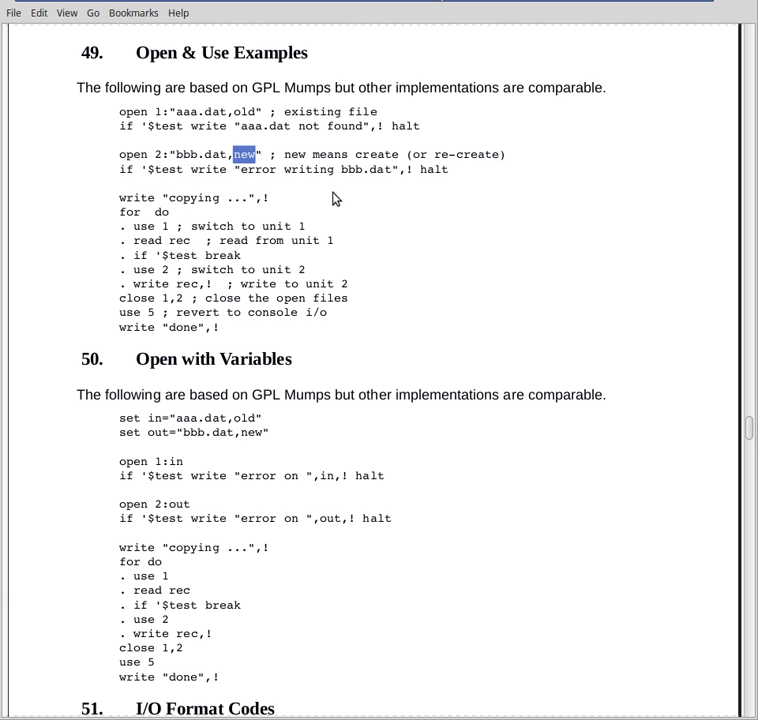 File Edit View Go Bookmarks Help
49. Open & Use Examples
The following are based on GPL Mumps but other implementations are comparable.
open 1:"aaa.dat,old" ; existing file
if '$test write "aaa.dat not found",! halt
open 2:"bbb.dat,new" ; new means create (or re-create)
if '$test write "error writing bbb.dat",! halt
write "copying ...",!
for  do
. use 1 ; switch to unit 1
. read rec  ; read from unit 1
. if '$test break
. use 2 ; switch to unit 2
. write rec,!  ; write to unit 2
close 1,2 ; close the open files
use 5 ; revert to console i/o
write "done",!
50. Open with Variables
The following are based on GPL Mumps but other implementations are comparable.
set in="aaa.dat,old"
set out="bbb.dat,new"
open 1:in
if '$test write "error on ",in,! halt
open 2:out
if '$test write "error on ",out,! halt
write "copying ...",!
for do
. use 1
. read rec
. if '$test break
. use 2
. write rec,!
close 1,2
use 5
write "done",!
51. I/O Format Codes